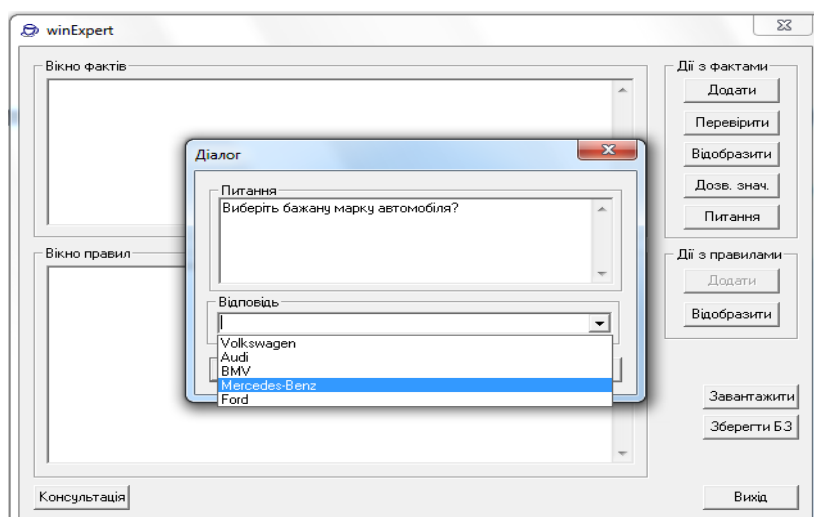 winExpert
Вікно фактів
Дії з фактами
Додати
Перевірити
Відобразити
Дозв. знач.
Питання
Діалог
Питання
Виберіть бажану марку автомобіля?
Відповідь
Volkswagen
Audi
BMV
Mercedes-Benz
Ford
Вікно правил
Дії з правилами
Додати
Відобразити
Завантажити
Зберегти БЗ
Консультація
Вихід